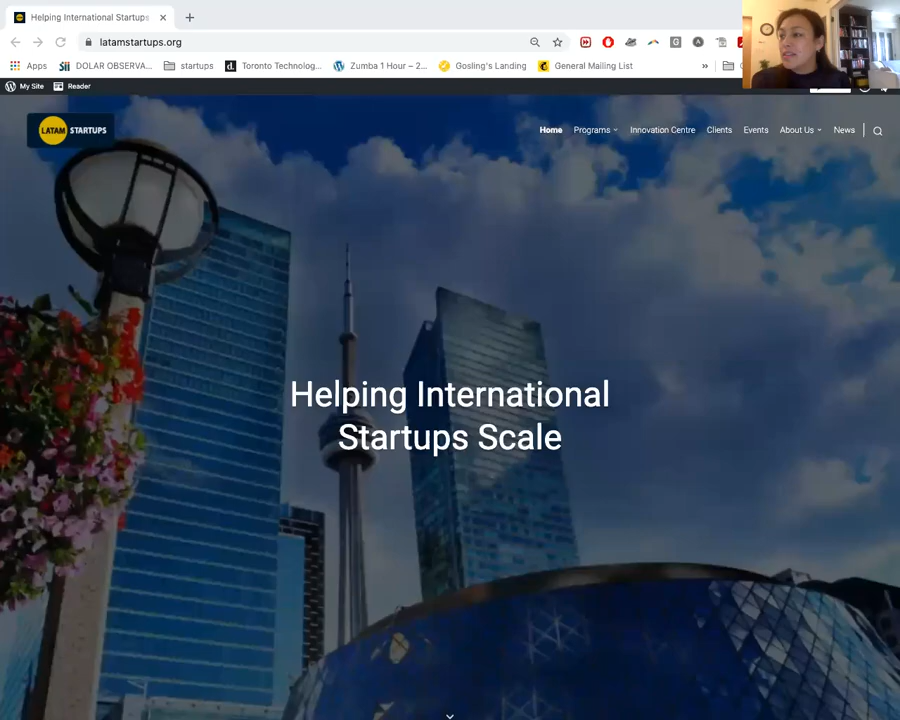 Helping International Startups
latamstartups.org
Apps
DOLAR OBSERVA...
startups
Toronto Technolog...
Zumba 1 Hour – 2...
Gosling's Landing
General Mailing List
»
My Site
Reader
LATAM STARTUPS
Home
Programs
Innovation Centre
Clients
Events
About Us
News
Helping International
Startups Scale